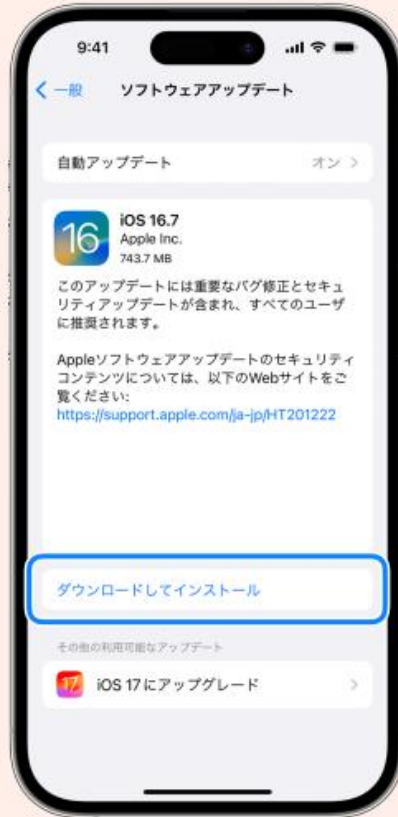 9:41
一般 ソフトウェアアップデート
自動アップデート オン
16
iOS 16.7
Apple Inc.
743.7 MB
このアップデートには重要なバグ修正とセキュ
リティアップデートが含まれ、すべてのユーザ
に推奨されます。
Appleソフトウェアアップデートのセキュリティ
コンテンツについては、以下のWebサイトをご
覧ください:
https://support.apple.com/ja-jp/HT201222
ダウンロードしてインストール
その他の利用可能なアップデート
17
iOS 17 にアップグレード